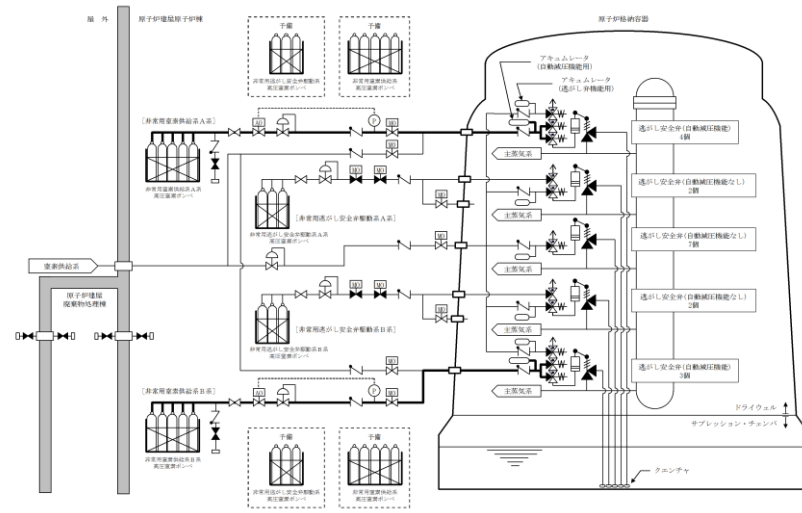 屋 外
原子炉建屋原子炉棟
予備
非常用逃がし安全弁駆動系
高圧窒素ボンベ
予備
非常用窒素供給系
高圧窒素ボンベ
原子炉格納容器
アキュムレータ
(自動減圧機能用)
アキュムレータ
(逃がし弁機能用)
[非常用窒素供給系A系]
AO
P
MO
MO
非常用窒素供給系A系
高圧窒素ボンベ
逃がし安全弁(自動減圧機能)
4個
主蒸気系
MO
MO
MO
[非常用逃がし安全弁駆動系A系]
非常用逃がし安全弁駆動系A系
高圧窒素ボンベ
逃がし安全弁(自動減圧機能なし)
2個
主蒸気系
MO
逃がし安全弁(自動減圧機能なし)
7個
主蒸気系
窒素供給系
原子炉建屋
廃棄物処理棟
MO
MO
MO
[非常用逃がし安全弁駆動系B系]
非常用逃がし安全弁駆動系B系
高圧窒素ボンベ
逃がし安全弁(自動減圧機能なし)
2個
主蒸気系
MO
[非常用窒素供給系B系]
AO
P
MO
非常用窒素供給系B系
高圧窒素ボンベ
逃がし安全弁(自動減圧機能)
3個
主蒸気系
ドライウェル
サプレッション・チェンバ
予備
非常用逃がし安全弁駆動系
高圧窒素ボンベ
予備
非常用窒素供給系
高圧窒素ボンベ
クエンチャ